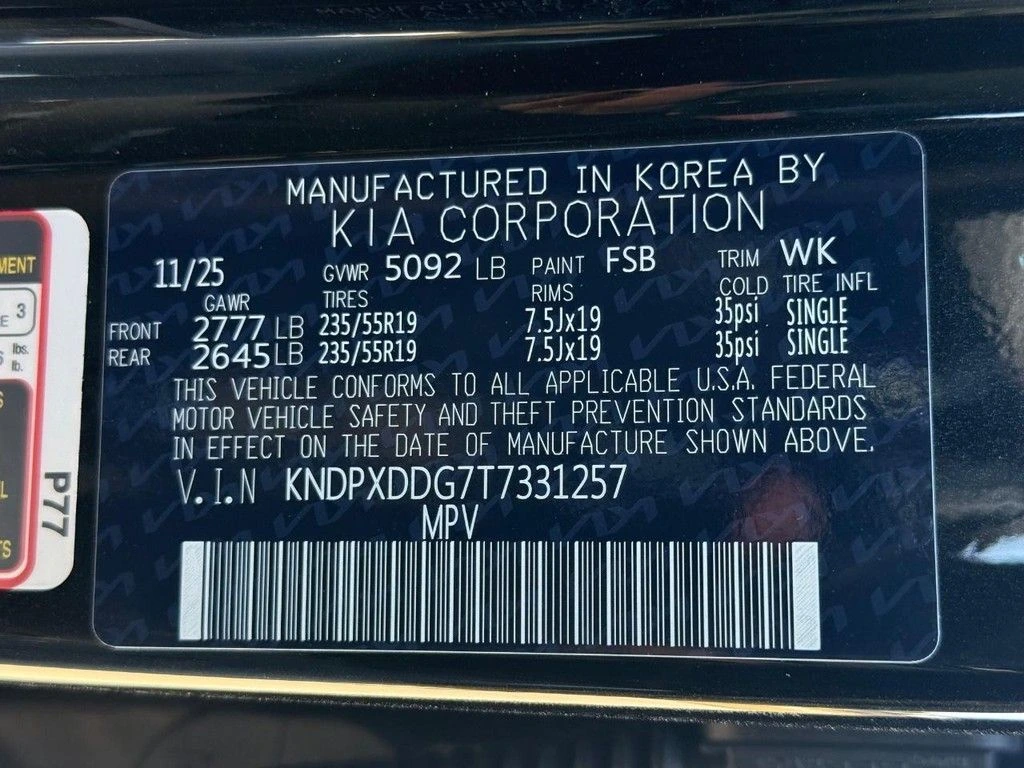 MANUFACTURED IN KOREA BY
KIA CORPORATION
11/25 GVWR 5092 LB PAINT FSB TRIM WK
GAWR TIRES RIMS COLD TIRE INFL
FRONT 2777 LB 235/55R19 7.5Jx19 35psi SINGLE
REAR 2645 LB 235/55R19 7.5Jx19 35psi SINGLE
THIS VEHICLE CONFORMS TO ALL APPLICABLE U.S.A. FEDERAL
MOTOR VEHICLE SAFETY AND THEFT PREVENTION STANDARDS
IN EFFECT ON THE DATE OF MANUFACTURE SHOWN ABOVE.
V.I.N KNDPXDDG7T7331257
MPV
3
lbs.
lb.
P77